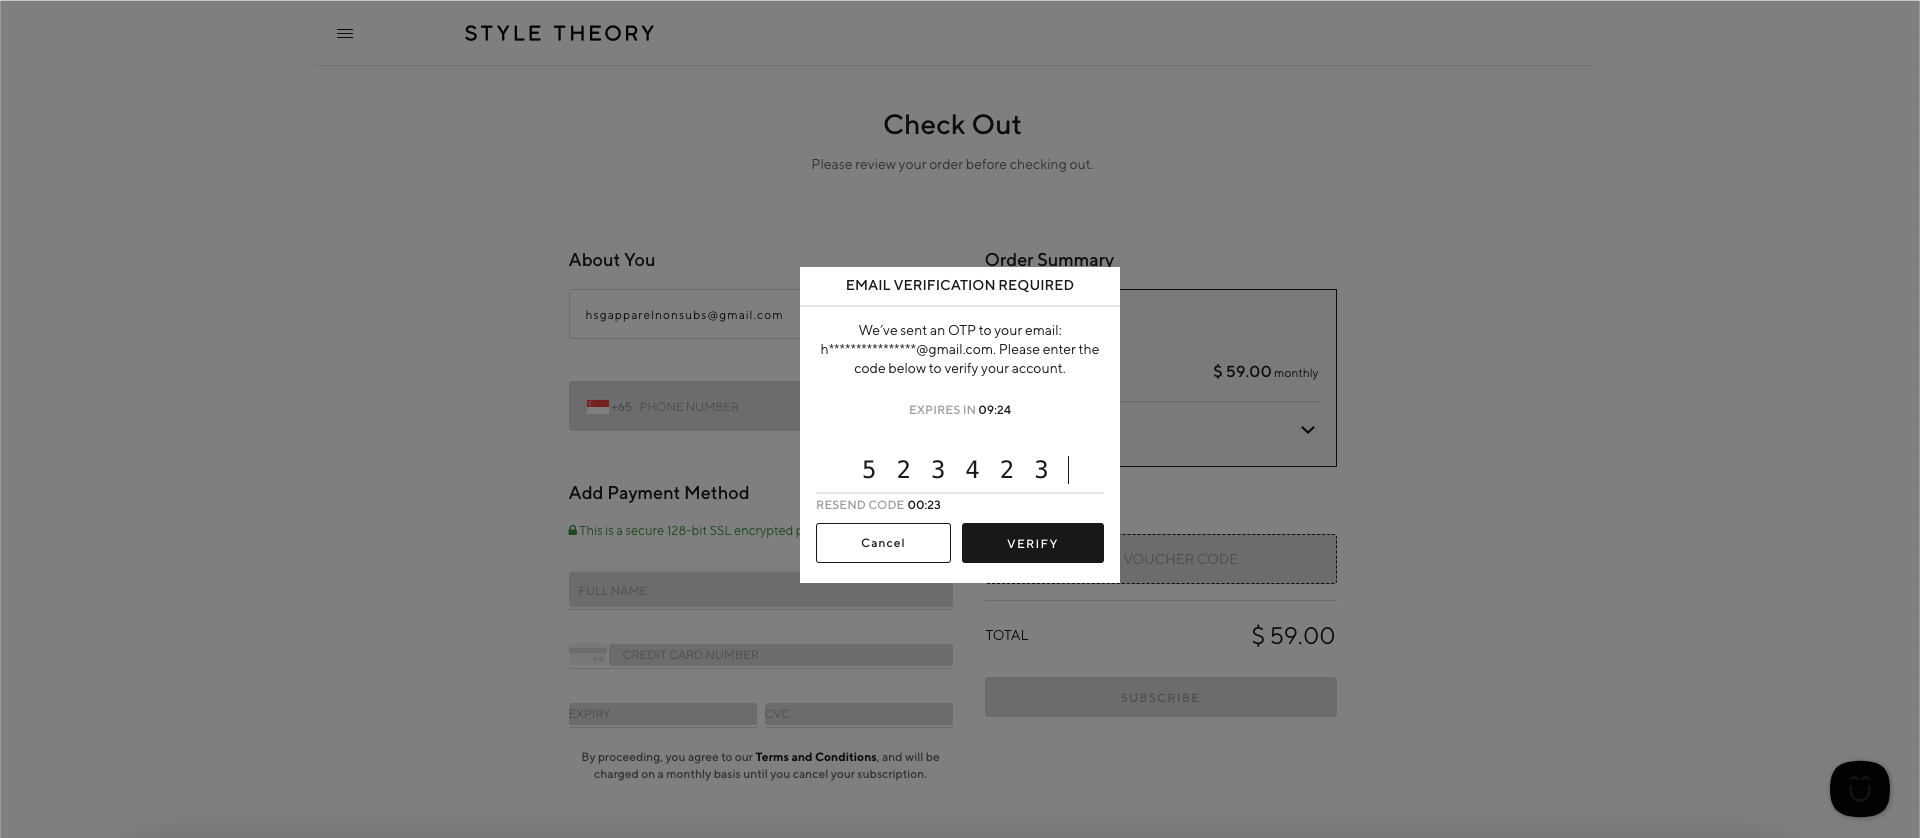 STYLE THEORY
Check Out
Please review your order before checking out.
About You
hsgapparelnonsubs@gmail.com
+65 PHONE NUMBER
Add Payment Method
This is a secure 128-bit SSL encrypted
FULL NAME
CREDIT CARD NUMBER
EXPIRY
CVC
By proceeding, you agree to our Terms and Conditions, and will be
charged on a monthly basis until you cancel your subscription.
EMAIL VERIFICATION REQUIRED
We've sent an OTP to your email:
h****************@gmail.com. Please enter the
code below to verify your account.
EXPIRES IN 09:24
5 2 3 4 2 3
RESEND CODE 00:23
Cancel
VERIFY
Order Summary
$ 59.00 monthly
VOUCHER CODE
TOTAL
$ 59.00
SUBSCRIBE